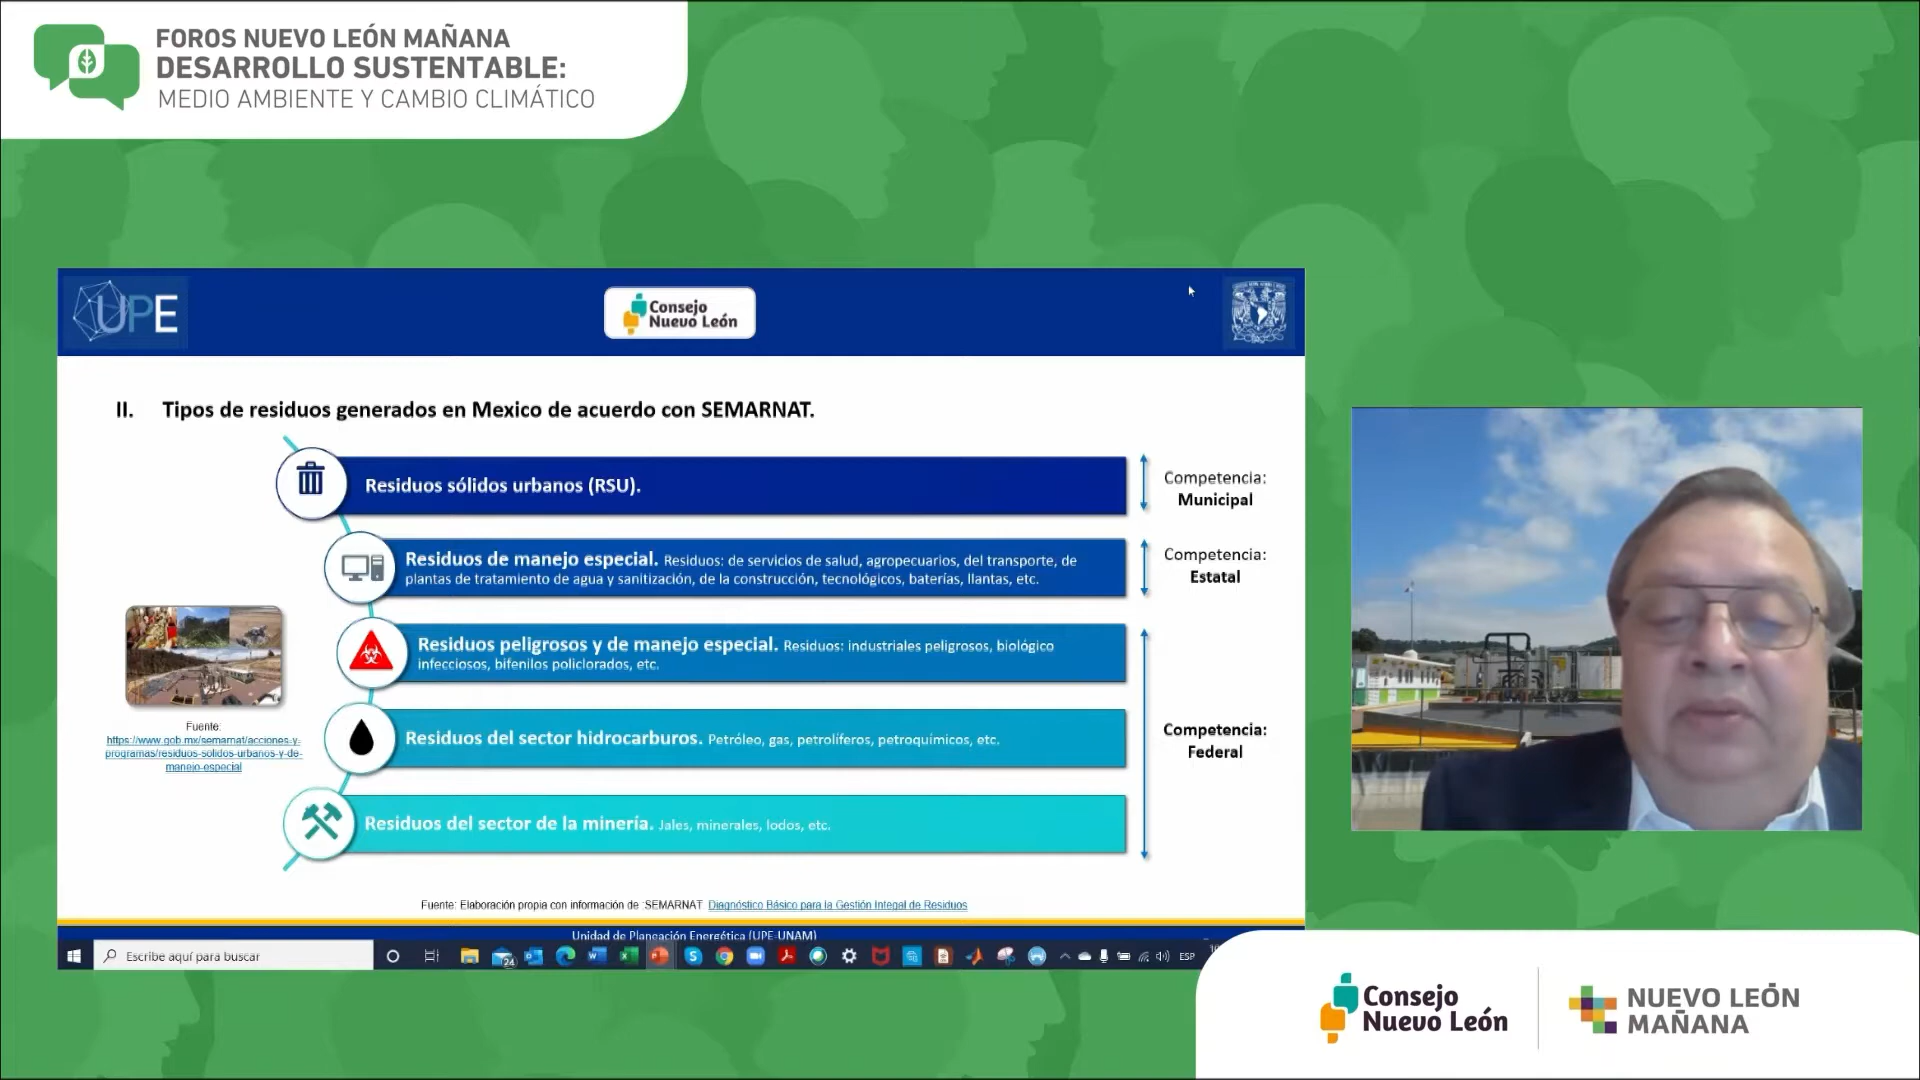 FOROS NUEVO LEÓN MAÑANA
DESARROLLO SUSTENTABLE:
MEDIO AMBIENTE Y CAMBIO CLIMÁTICO
UPE
Consejo
Nuevo León
II. Tipos de residuos generados en Mexico de acuerdo con SEMARNAT.
Residuos sólidos urbanos (RSU).
Competencia:
Municipal
Residuos de manejo especial. Residuos: de servicios de salud, agropecuarios, del transporte, de
plantas de tratamiento de agua y sanitización, de la construcción, tecnológicos, baterías, llantas, etc.
Competencia:
Estatal
Residuos peligrosos y de manejo especial. Residuos: industriales peligrosos, biológico
infecciosos, bifenilos policlorados, etc.
Residuos del sector hidrocarburos. Petróleo, gas, petrolíferos, petroquímicos, etc.
Competencia:
Federal
Residuos del sector de la minería. Jales, minerales, lodos, etc.
Fuente:
https://www.gob.mx/semarnat/acciones-y-
programas/residuos-solidos-urbanos-y-de-
manejo-especial
Fuente: Elaboración propia con información de :SEMARNAT Diagnóstico Básico para la Gestión Integal de Residuos
Unidad de Planeación Energética (UPE-UNAM)
Escribe aquí para buscar
24
ESP
Consejo
Nuevo León
NUEVO LEÓN
MAÑANA